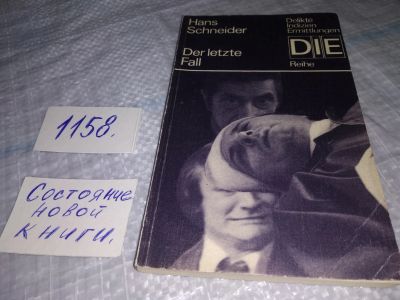 Hans
Schneider
Der letzte
Fall
Delikte
Indizien
Ermittlungen
DIE
Reihe
1158.
Состояние
новой
книги.